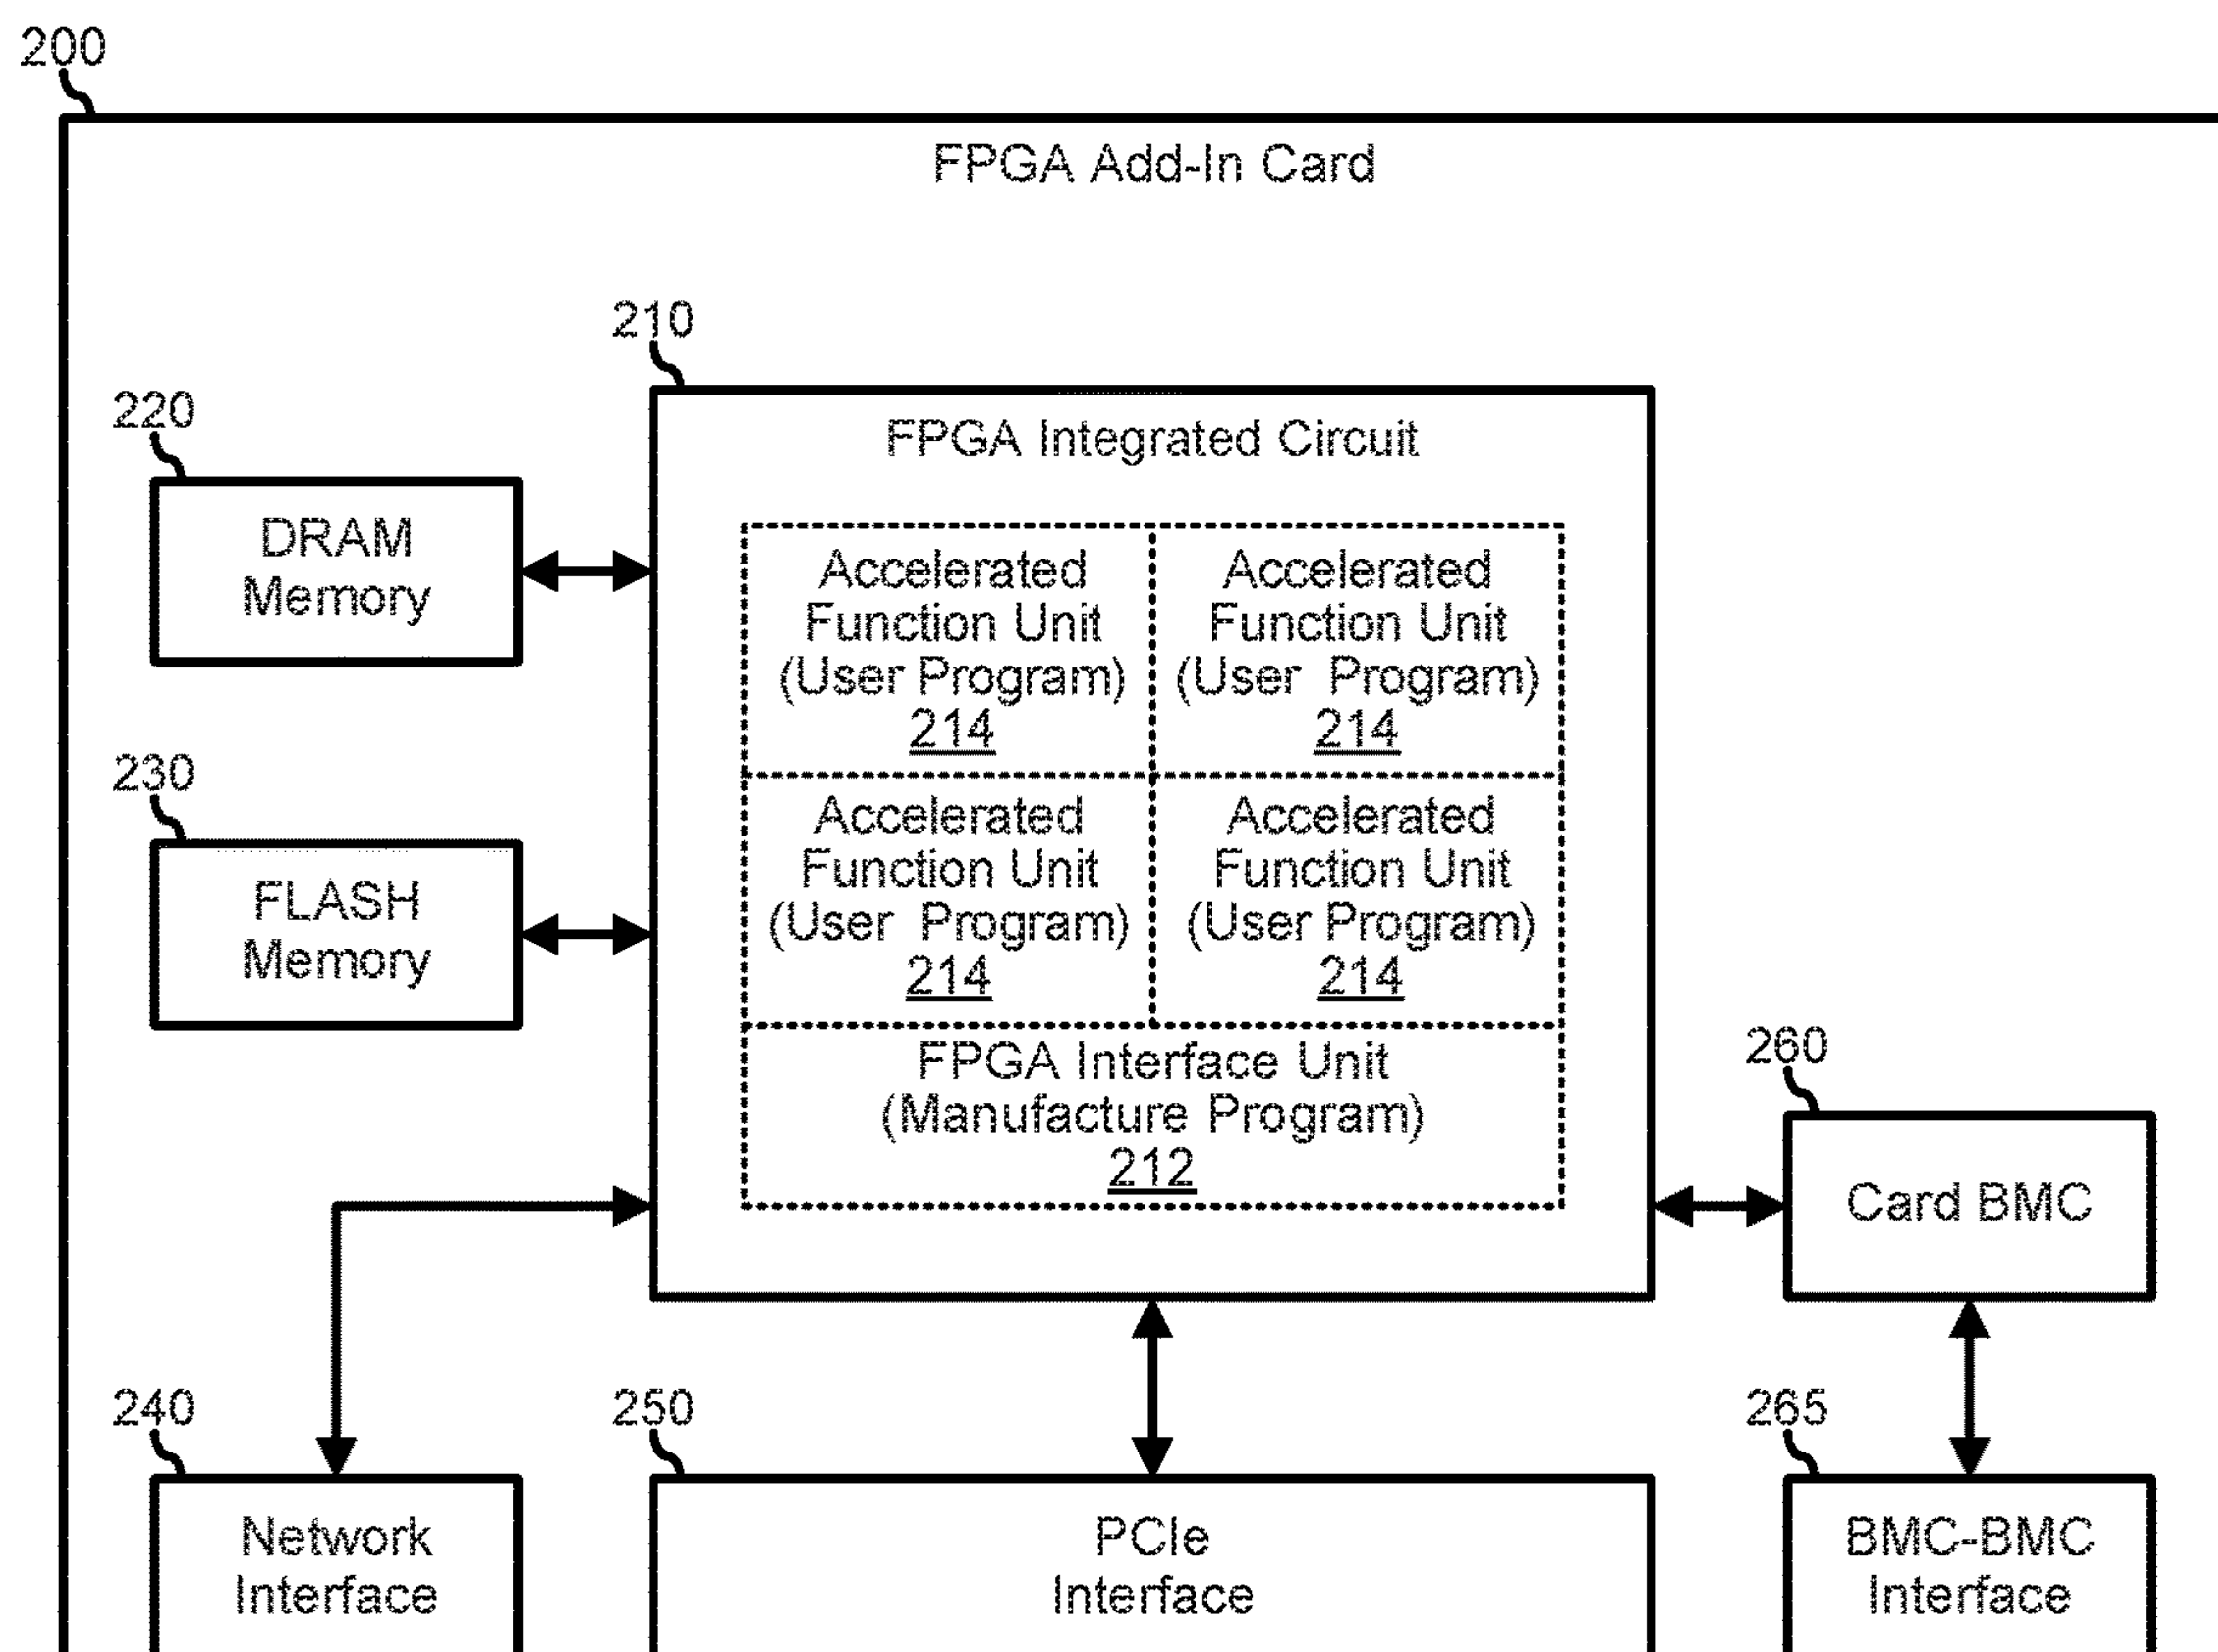 200
FPGA Add-In Card
210
FPGA Integrated Circuit
220
DRAM
Memory
Accelerated
Function Unit
(User Program)
214
Accelerated
Function Unit
(User Program)
214
230
FLASH
Memory
Accelerated
Function Unit
(User Program)
214
Accelerated
Function Unit
(User Program)
214
FPGA Interface Unit
(Manufacture Program)
212
260
Card BMC
240
Network
Interface
250
PCIe
Interface
265
BMC-BMC
Interface